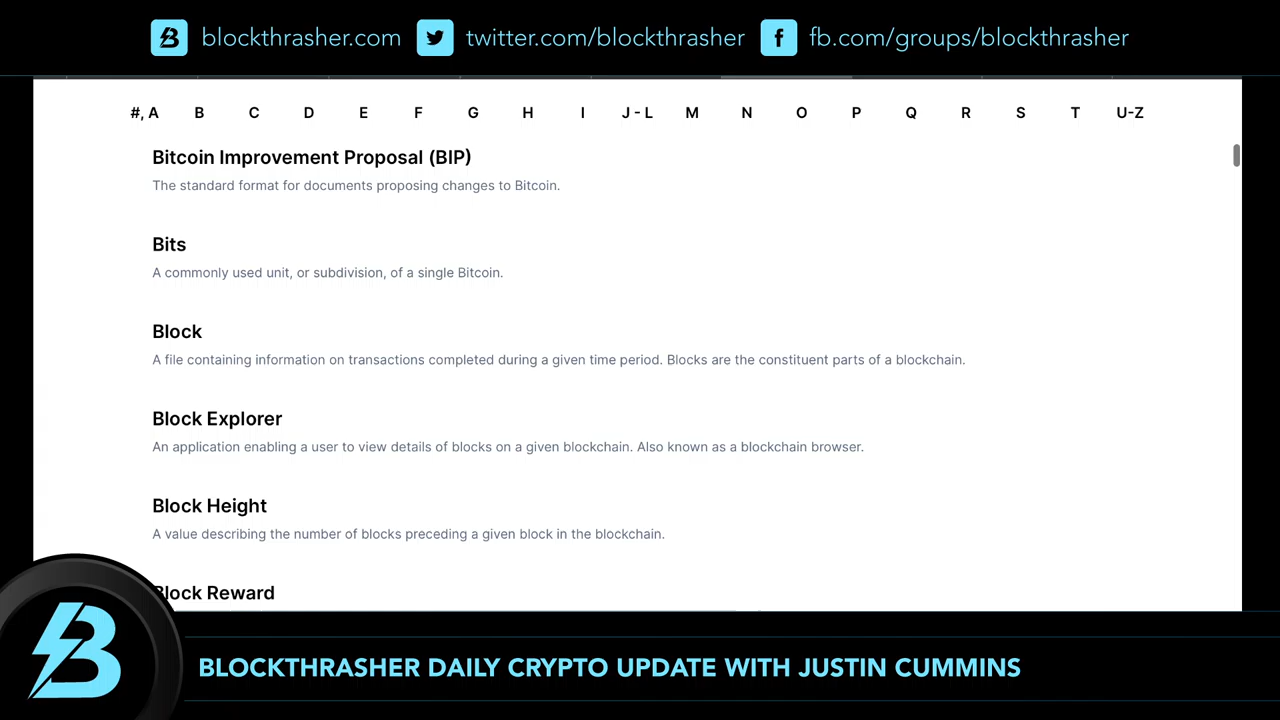 blockthrasher.com twitter.com/blockthrasher fb.com/groups/blockthrasher
#, A B C D E F G H I J - L M N O P Q R S T U-Z
Bitcoin Improvement Proposal (BIP)
The standard format for documents proposing changes to Bitcoin.
Bits
A commonly used unit, or subdivision, of a single Bitcoin.
Block
A file containing information on transactions completed during a given time period. Blocks are the constituent parts of a blockchain.
Block Explorer
An application enabling a user to view details of blocks on a given blockchain. Also known as a blockchain browser.
Block Height
A value describing the number of blocks preceding a given block in the blockchain.
Block Reward
BLOCKTHRASHER DAILY CRYPTO UPDATE WITH JUSTIN CUMMINS